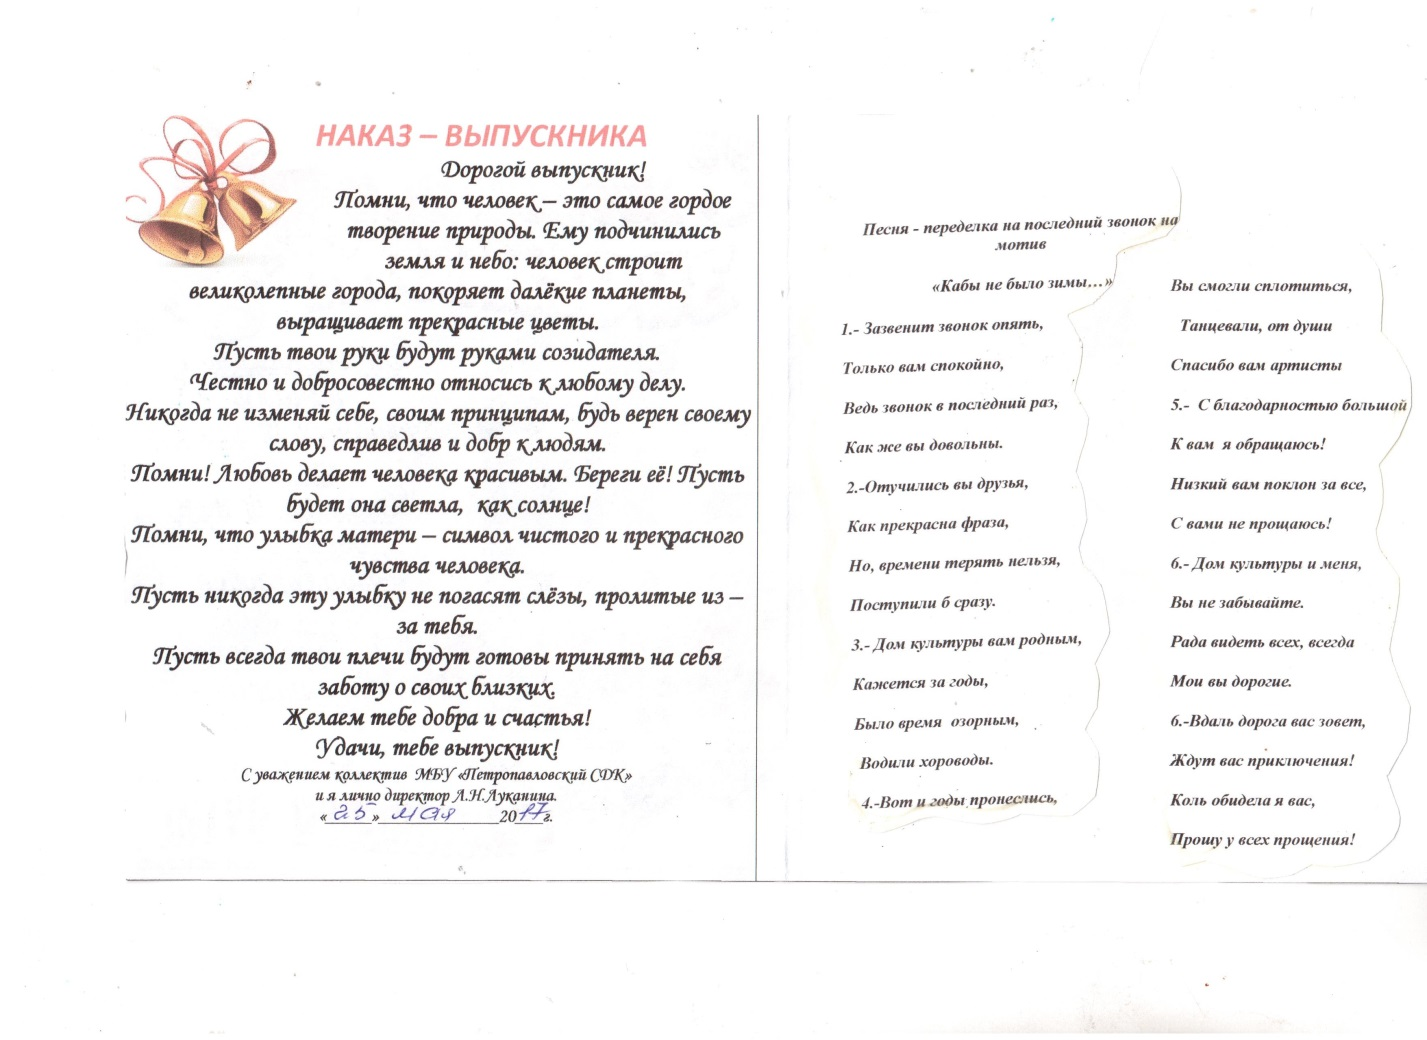 НАКАЗ – ВЫПУСКНИКА
Дорогой выпускник!
Помни, что человек – это самое гордое
творение природы. Ему подчинились
земля и небо: человек строит
великолепные города, покоряет далёкие планеты,
выращивает прекрасные цветы.
Пусть твои руки будут руками созидателя.
Честно и добросовестно относись к любому делу.
Никогда не изменяй себе, своим принципам, будь верен своему
слову, справедлив и добр к людям.
Помни! Любовь делает человека красивым. Береги её! Пусть
будет она светла, как солнце!
Помни, что улыбка матери – символ чистого и прекрасного
чувства человека.
Пусть никогда эту улыбку не погасят слёзы, пролитые из –
за тебя.
Пусть всегда твои плечи будут готовы принять на себя
заботу о своих близких.
Желаем тебе добра и счастья!
Удачи, тебе выпускник!
С уважением коллектив МБУ «Петропавловский СДК»
и я лично директор Л.Н.Луканина.
«25» мая 2017г.
Песня - переделка на последний звонок на
мотив
«Кабы не было зимы…»
1.- Зазвенит звонок опять,
Только вам спокойно,
Ведь звонок в последний раз,
Как же вы довольны.
2.-Отучились вы друзья,
Как прекрасна фраза,
Но, времени терять нельзя,
Поступили б сразу.
3.- Дом культуры вам родным,
Кажется за годы,
Было время озорным,
Водили хороводы.
4.-Вот и годы пронеслись,
Вы смогли сплотиться,
Танцевали, от души
Спасибо вам артисты
5.- С благодарностью большой
К вам я обращаюсь!
Низкий вам поклон за все,
С вами не прощаюсь!
6.- Дом культуры и меня,
Вы не забывайте.
Рада видеть всех, всегда
Мои вы дорогие.
6.-Вдаль дорога вас зовет,
Ждут вас приключения!
Коль обидела я вас,
Прошу у всех прощения!